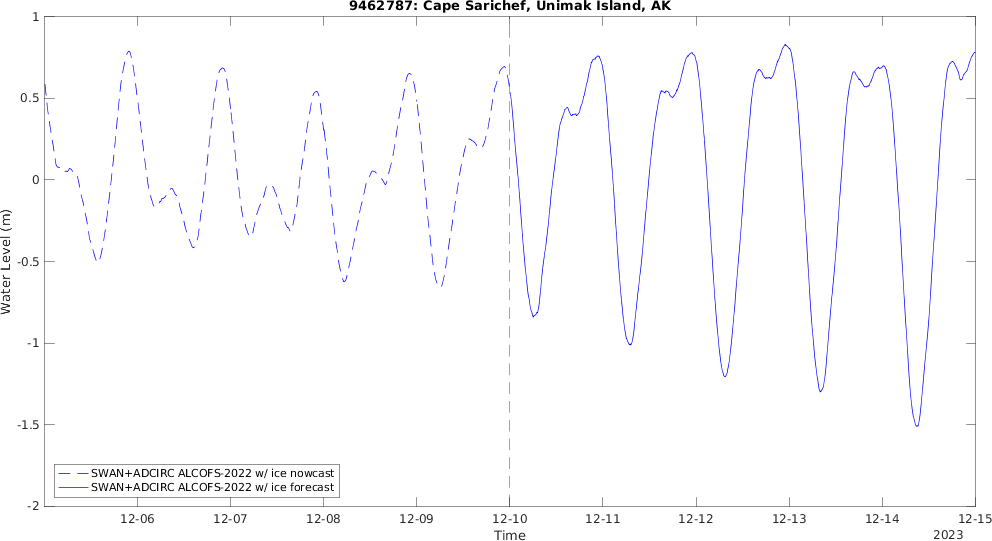 9462787: Cape Sarichef, Unimak Island, AK
1
0.5
0
-0.5
-1
-1.5
-2
Water Level (m)
SWAN+ADCIRC ALCOFS-2022 w/ ice nowcast
SWAN+ADCIRC ALCOFS-2022 w/ ice forecast
12-06 12-07 12-08 12-09 12-10 12-11 12-12 12-13 12-14 12-15
Time
2023